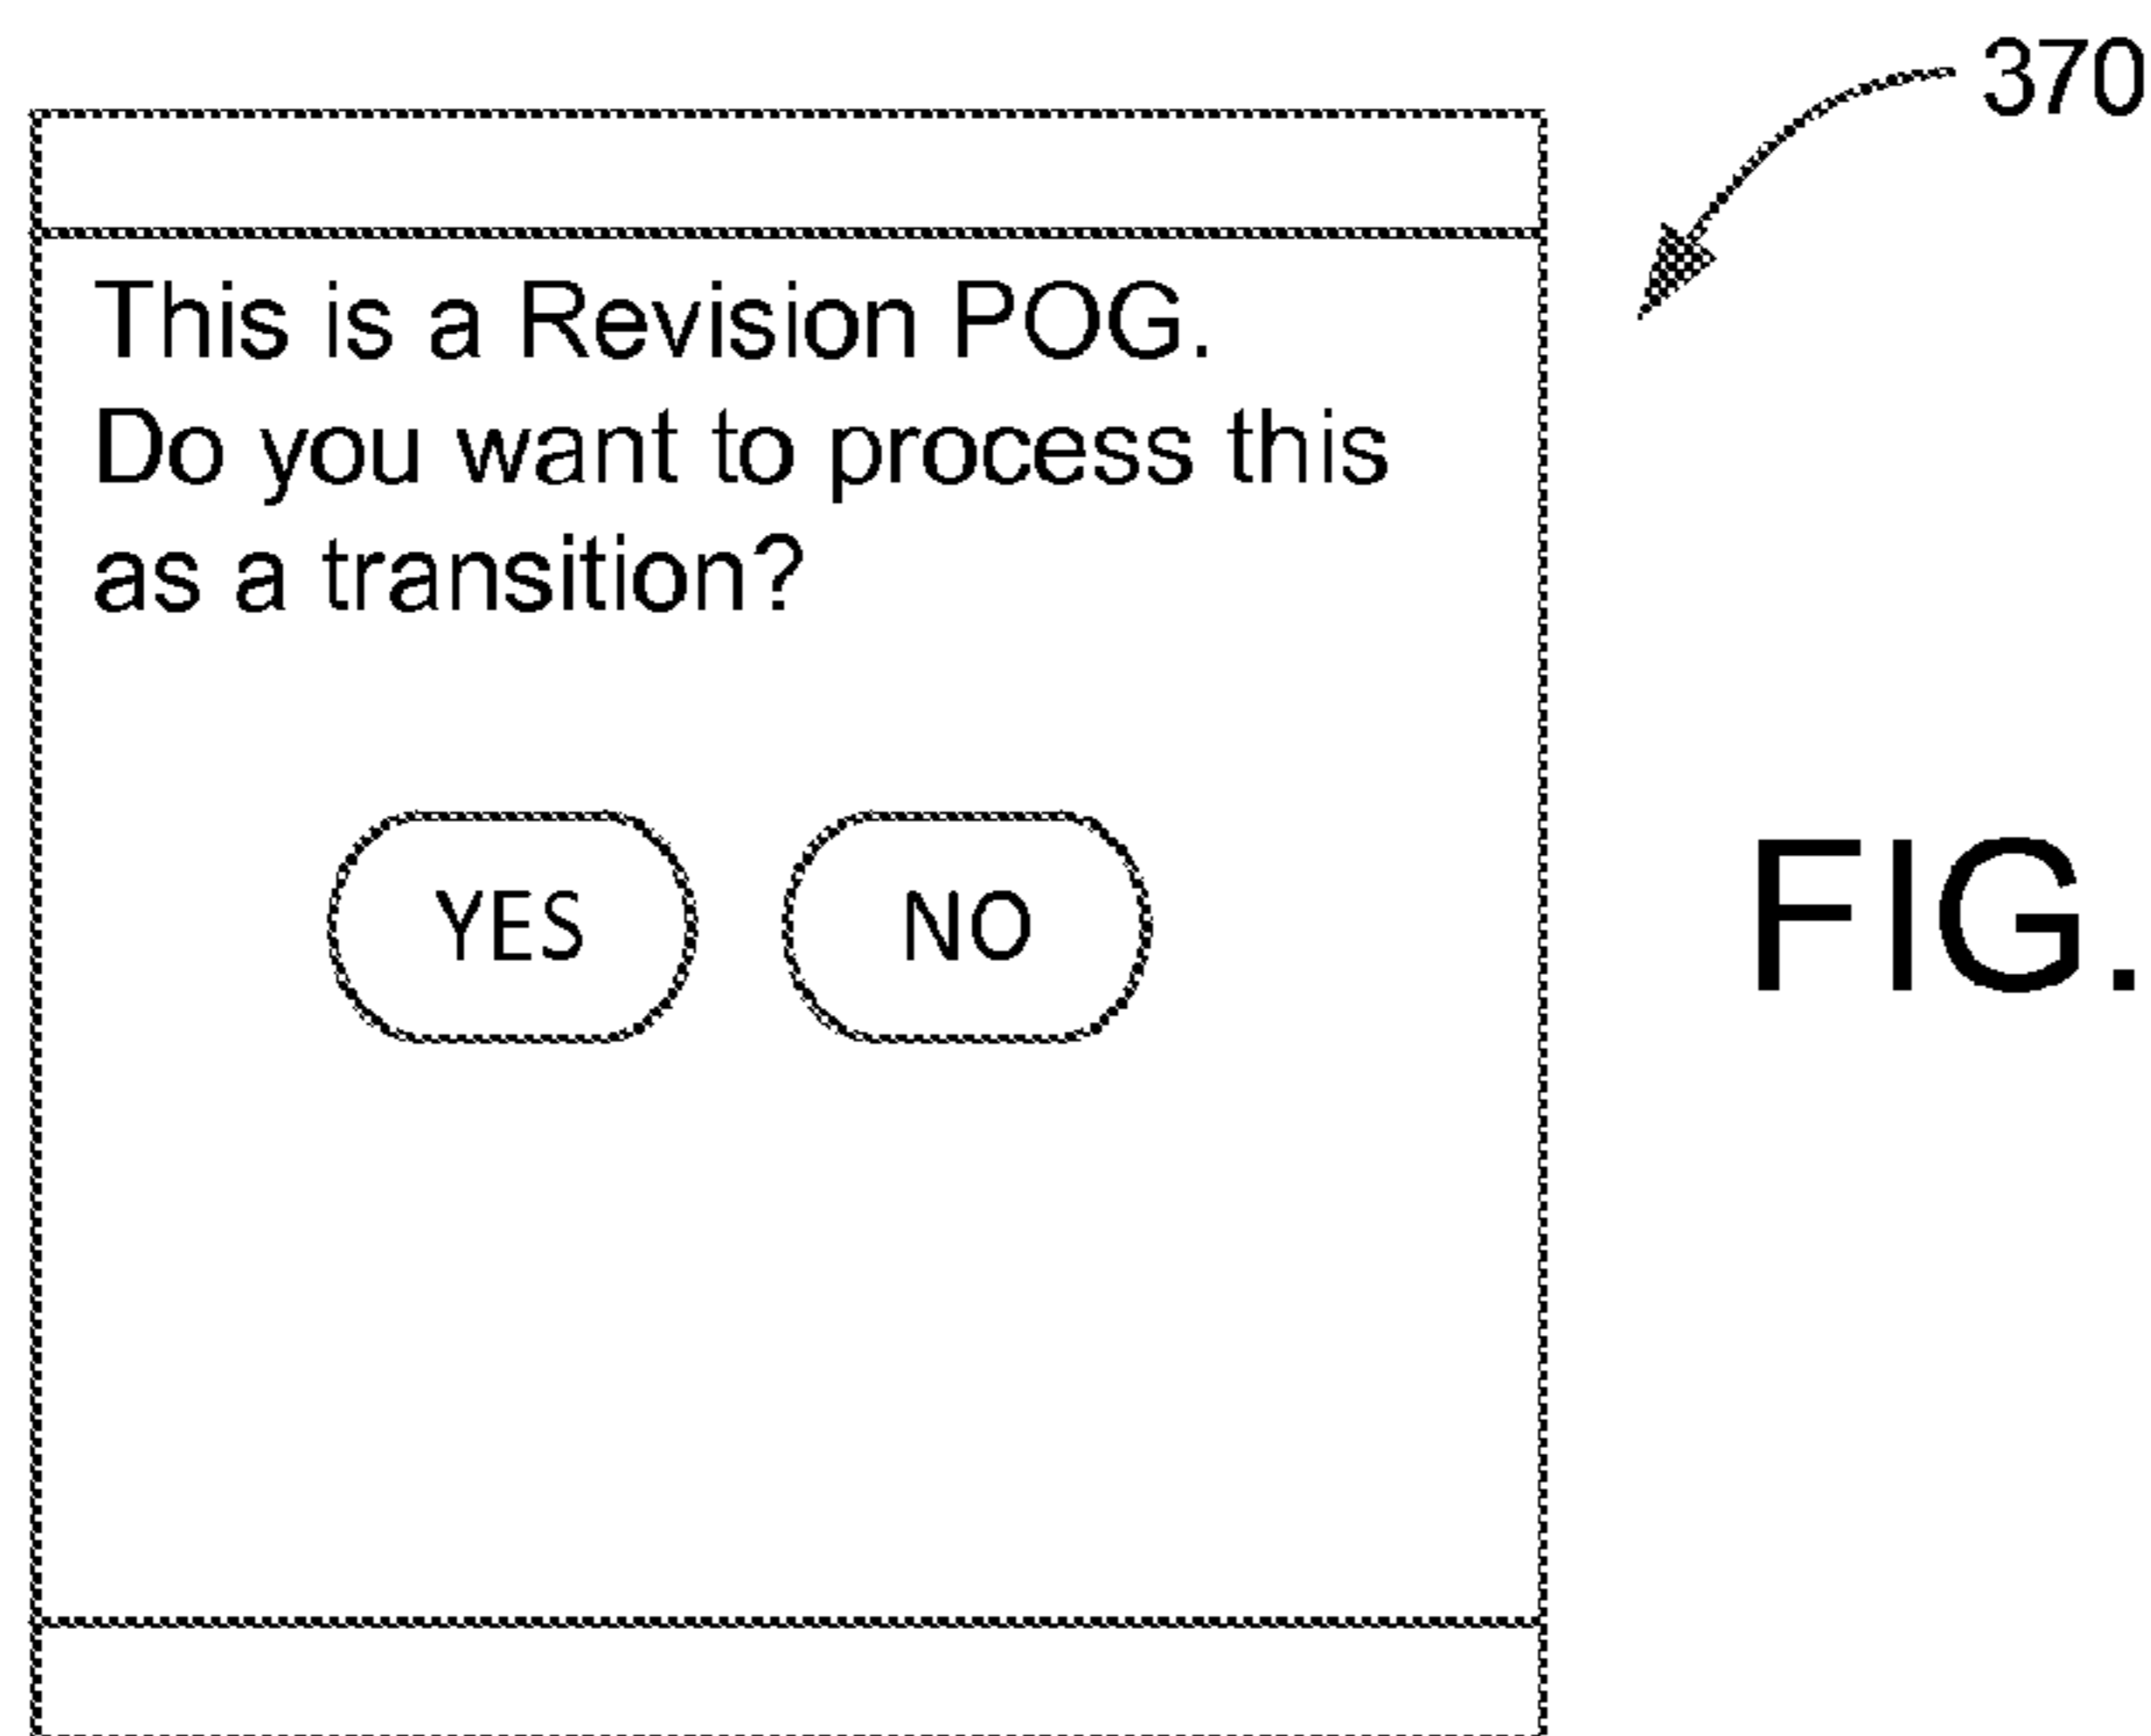 370
This is a Revision POG.
Do you want to process this
as a transition?
YES NO
FIG.